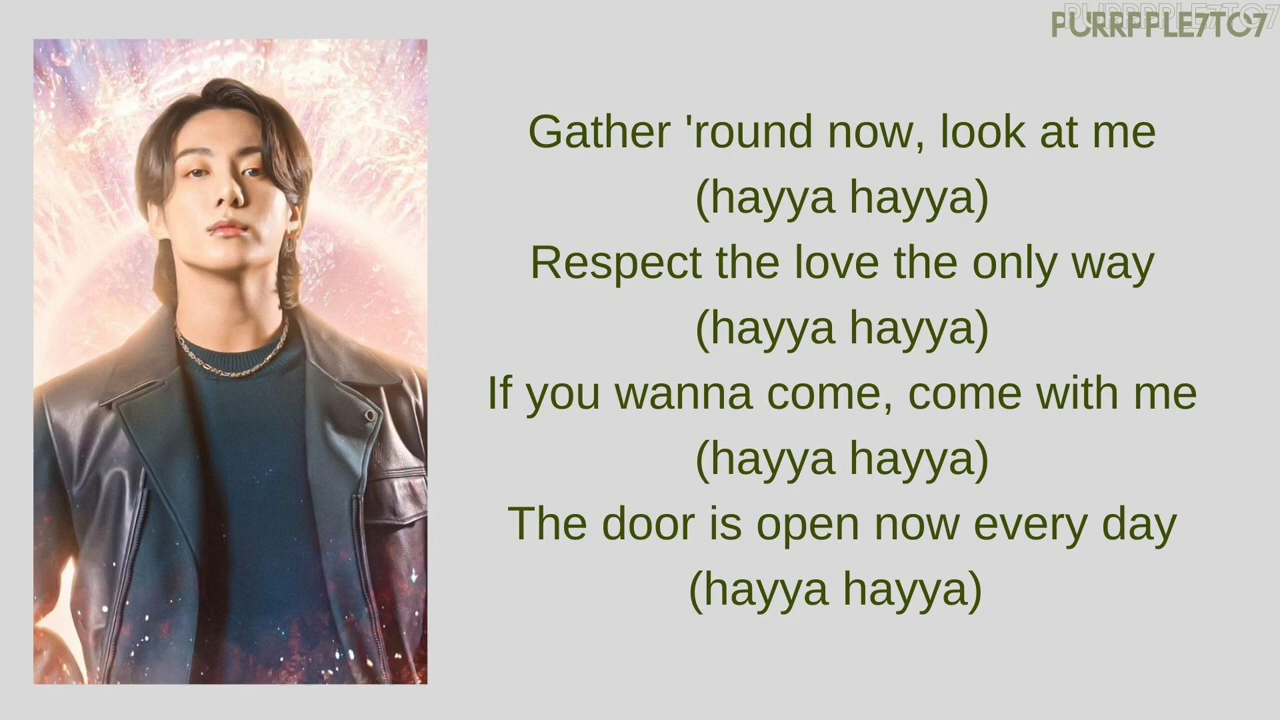 PURRPPLE7TO7
Gather 'round now, look at me
(hayya hayya)
Respect the love the only way
(hayya hayya)
If you wanna come, come with me
(hayya hayya)
The door is open now every day
(hayya hayya)